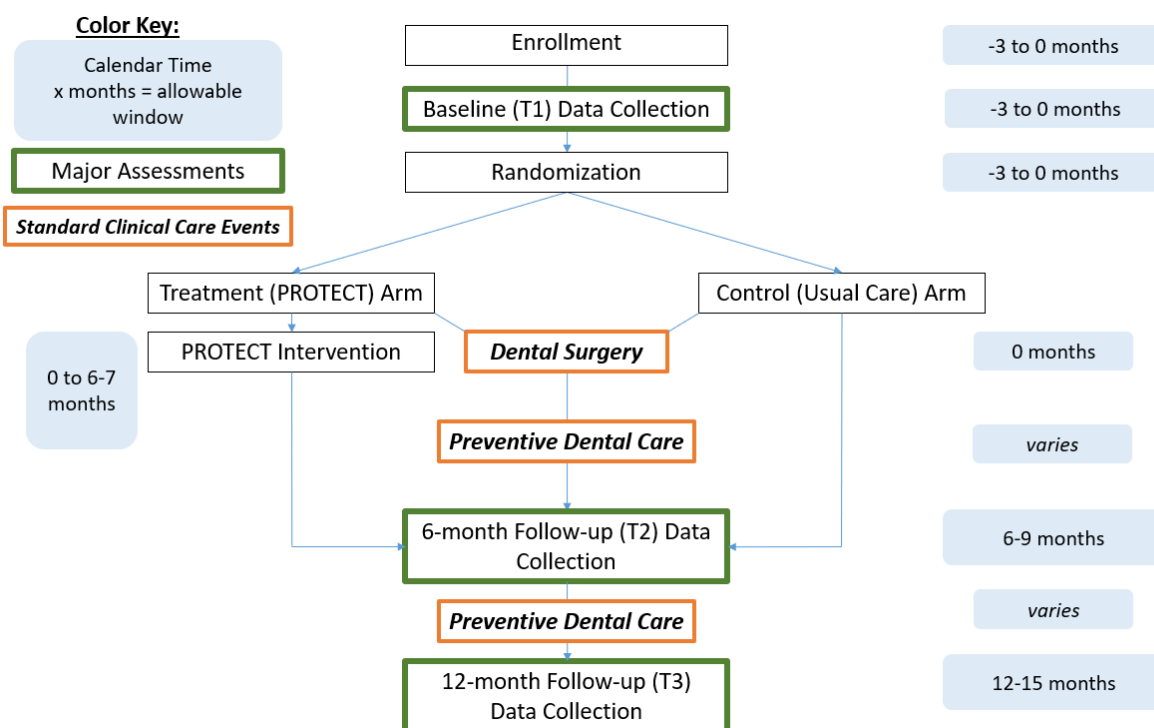 Color Key:
Calendar Time
x months = allowable
window
Major Assessments
Standard Clinical Care Events
Enrollment
-3 to 0 months
Baseline (T1) Data Collection
-3 to 0 months
Randomization
-3 to 0 months
Treatment (PROTECT) Arm
Control (Usual Care) Arm
0 to 6-7
months
PROTECT Intervention
Dental Surgery
0 months
Preventive Dental Care
varies
6-month Follow-up (T2) Data
Collection
6-9 months
Preventive Dental Care
varies
12-month Follow-up (T3)
Data Collection
12-15 months